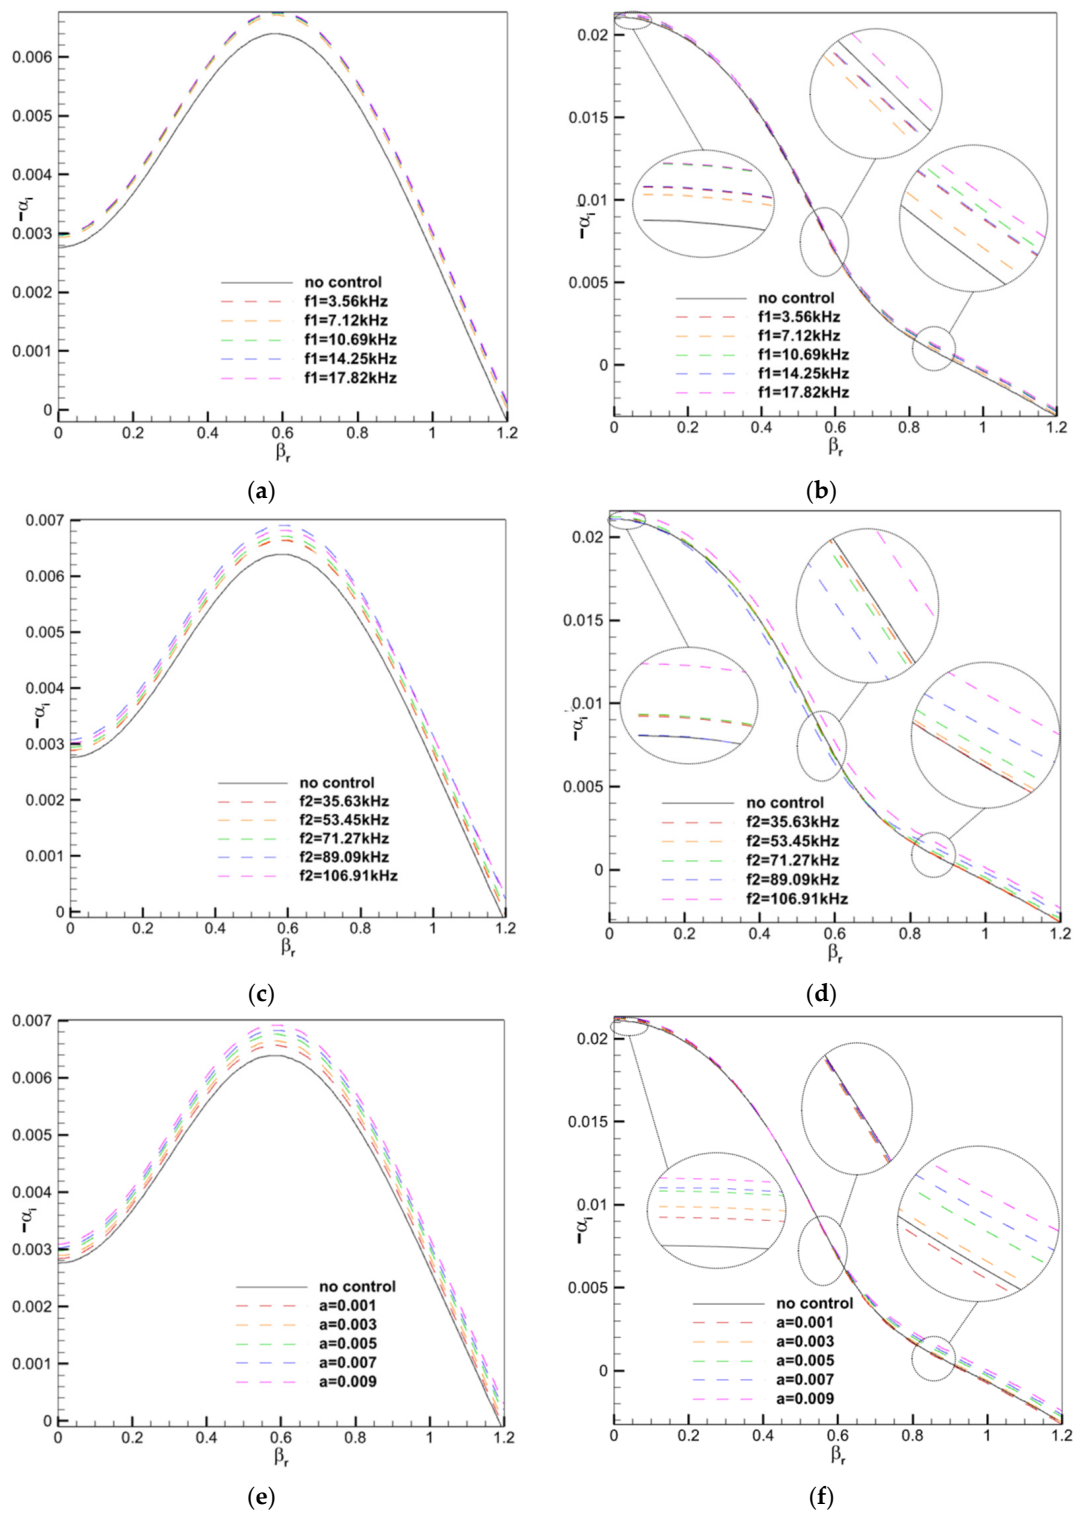 0.006
0.005
0.004
0.003
0.002
0.001
0
-αi
no control
f1=3.56kHz
f1=7.12kHz
f1=10.69kHz
f1=14.25kHz
f1=17.82kHz
0 0.2 0.4 0.6 0.8 1 1.2
βr
(a)
0.02
0.015
0.01
0.005
0
-αi
no control
f1=3.56kHz
f1=7.12kHz
f1=10.69kHz
f1=14.25kHz
f1=17.82kHz
0 0.2 0.4 0.6 0.8 1 1.2
βr
(b)
0.007
0.006
0.005
0.004
0.003
0.002
0.001
0
-αi
no control
f2=35.63kHz
f2=53.45kHz
f2=71.27kHz
f2=89.09kHz
f2=106.91kHz
0 0.2 0.4 0.6 0.8 1 1.2
βr
(c)
0.02
0.015
0.01
0.005
0
-αi
no control
f2=35.63kHz
f2=53.45kHz
f2=71.27kHz
f2=89.09kHz
f2=106.91kHz
0 0.2 0.4 0.6 0.8 1 1.2
βr
(d)
0.007
0.006
0.005
0.004
0.003
0.002
0.001
0
-αi
no control
a=0.001
a=0.003
a=0.005
a=0.007
a=0.009
0 0.2 0.4 0.6 0.8 1 1.2
βr
(e)
0.02
0.015
0.01
0.005
0
-αi
no control
a=0.001
a=0.003
a=0.005
a=0.007
a=0.009
0 0.2 0.4 0.6 0.8 1 1.2
βr
(f)